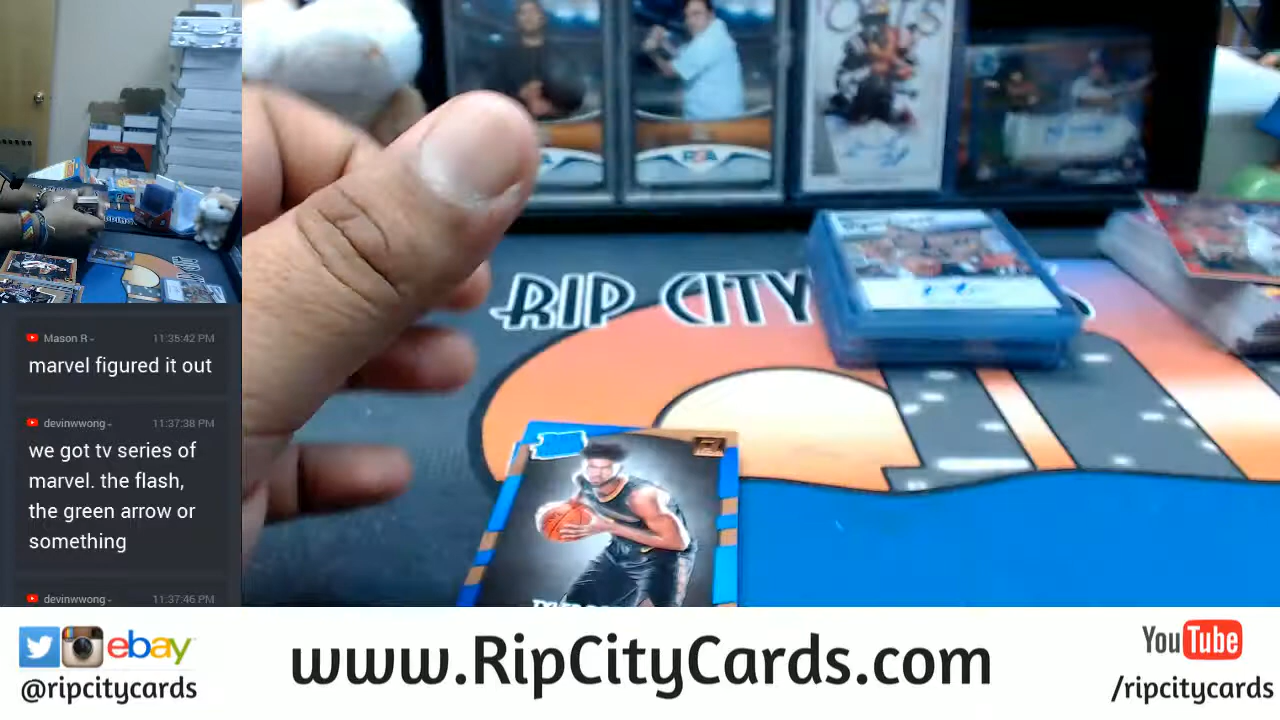 RIP CITY
Mason R
11:35:42 PM
marvel figured it out
devinwwong
11:37:38 PM
we got tv series of
marvel. the flash,
the green arrow or
something
devinwwong
11:37:46 PM
ebay
@ripcitycards
www.RipCityCards.com
YouTube
/ripcitycards